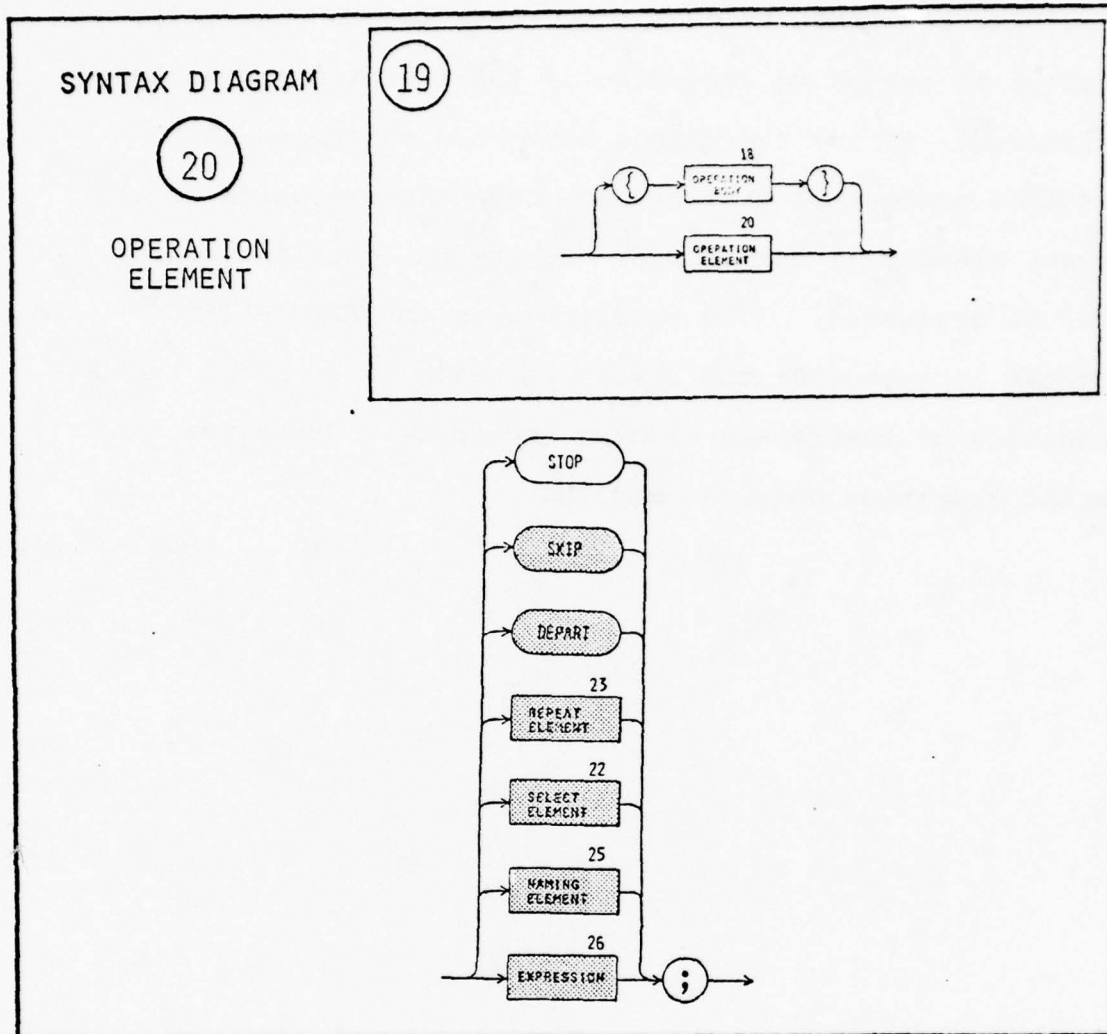 SYNTAX DIAGRAM
20
OPERATION
ELEMENT
19
18
{
OPERATION
BODY
}
20
OPERATION
ELEMENT
STOP
SKIP
DEPART
23
REPEAT
ELEMENT
22
SELECT
ELEMENT
25
NAMING
ELEMENT
26
EXPRESSION
;